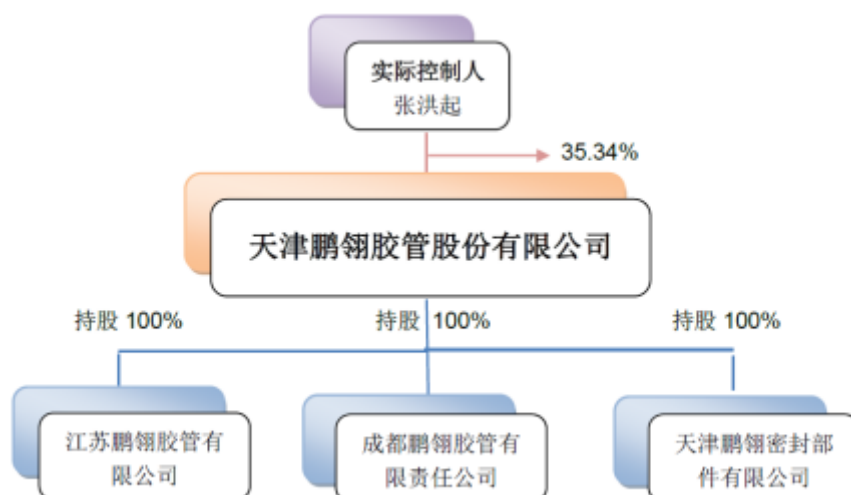 实际控制人
张洪起
35.34%
天津鹏翎胶管股份有限公司
持股 100%
持股 100%
持股 100%
江苏鹏翎胶管有
限公司
成都鹏翎胶管有
限责任公司
天津鹏翎密封部
件有限公司